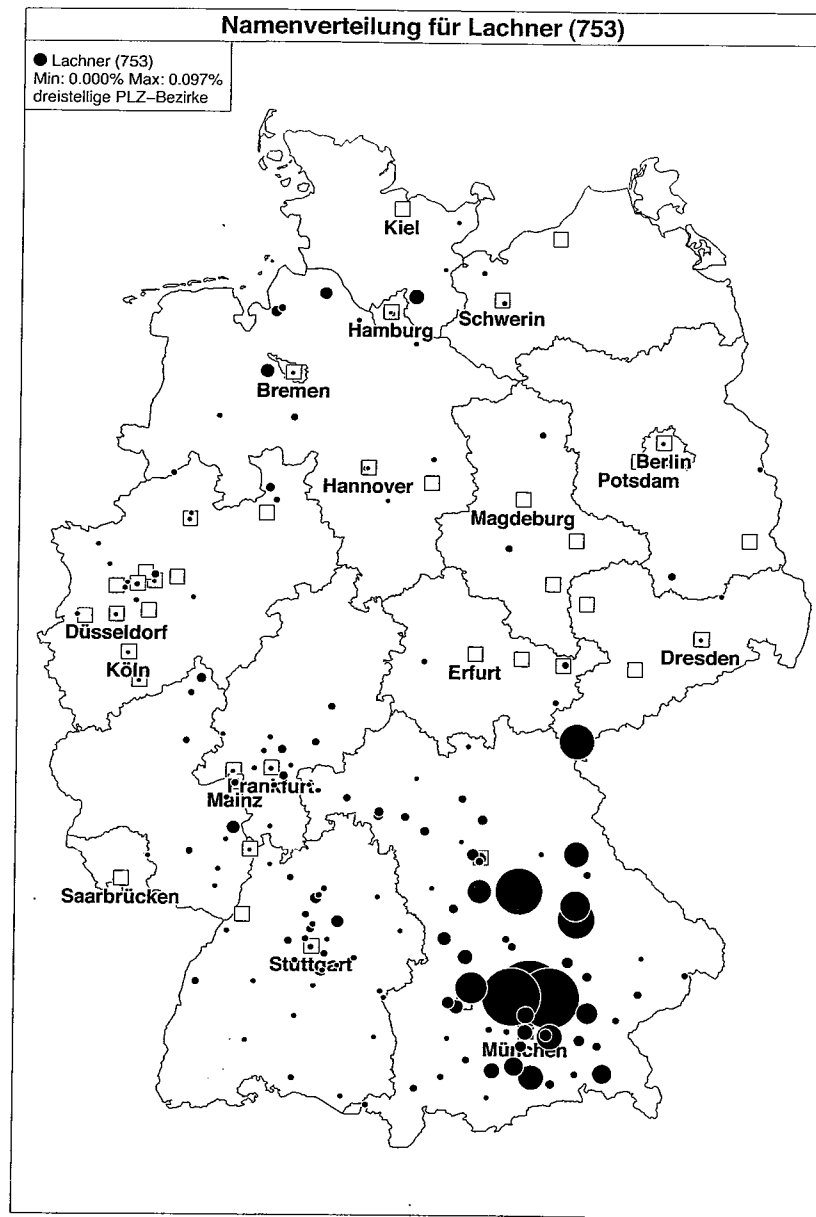 Namenverteilung für Lachner (753)
Lachner (753)
Min: 0.000% Max: 0.097%
dreistellige PLZ–Bezirke
Kiel
Schwerin
Hamburg
Bremen
Berlin
Potsdam
Hannover
Magdeburg
Düsseldorf
Köln
Erfurt
Dresden
Frankfurt
Mainz
Saarbrücken
Stuttgart
München